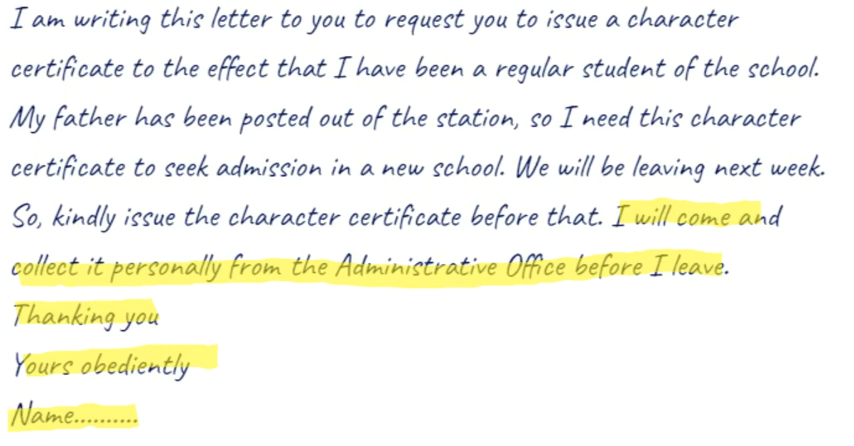 I am writing this letter to you to request you to issue a character
certificate to the effect that I have been a regular student of the school.
My father has been posted out of the station, so I need this character
certificate to seek admission in a new school. We will be leaving next week.
So, kindly issue the character certificate before that. I will come and
collect it personally from the Administrative Office before I leave.
Thanking you
Yours obediently
Name..........